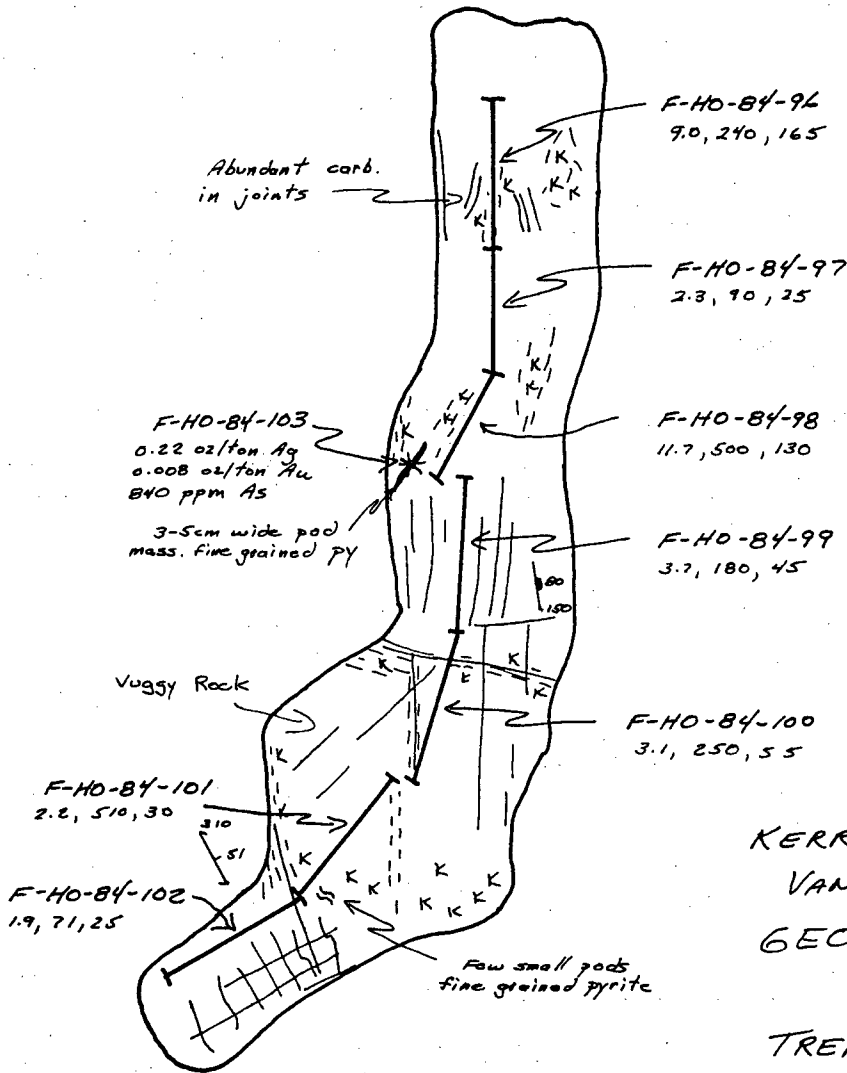 F-HO-84-96
9.0, 240, 165
Abundant carb.
in joints
F-HO-84-97
2.3, 90, 25
F-HO-84-103
0.22 oz/ton Ag
0.008 oz/ton Au
840 ppm As
3-5cm wide pod
mass. fine grained PY
F-HO-84-98
11.7, 500, 130
F-HO-84-99
3.7, 180, 45
80
150
Vuggy Rock
F-HO-84-100
3.1, 250, 55
F-HO-84-101
2.2, 510, 30
310
51
F-HO-84-102
1.9, 71, 25
Few small pods
fine grained pyrite
KERR
VAN
GEO
TREN
K K K K K K
K K K K K K
K K K K K K
K K K K K K